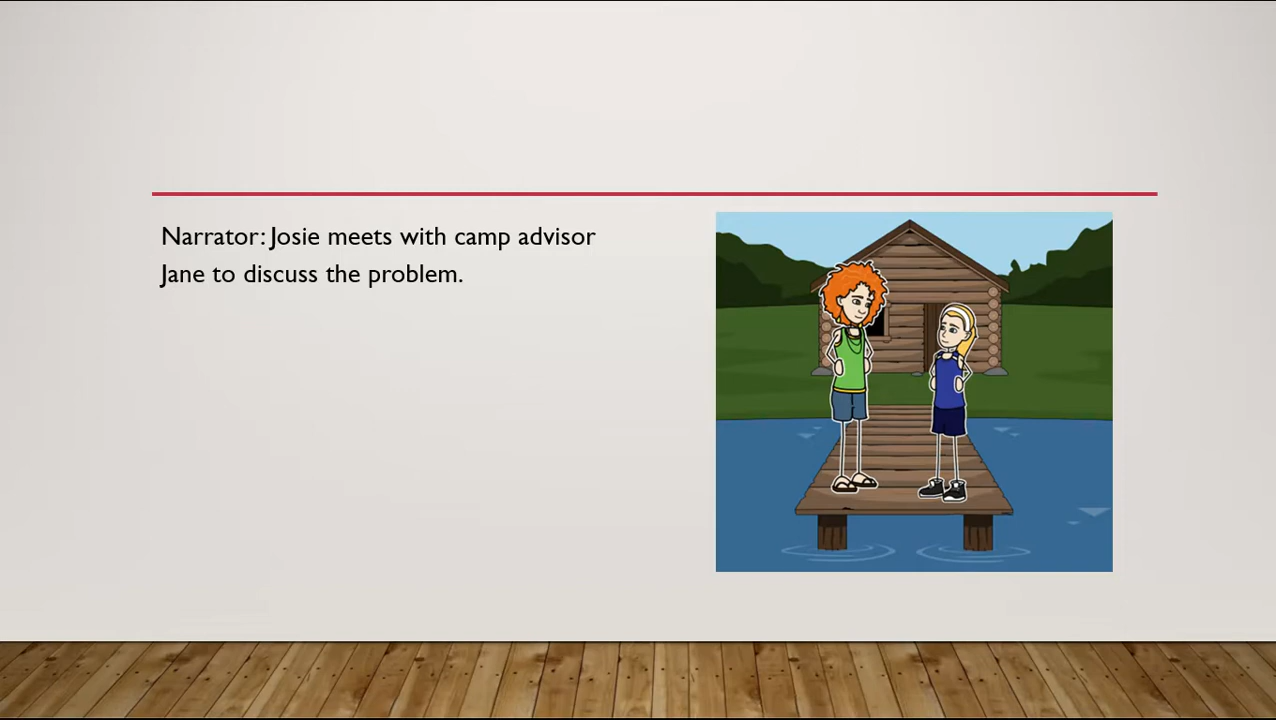 Narrator: Josie meets with camp advisor
Jane to discuss the problem.